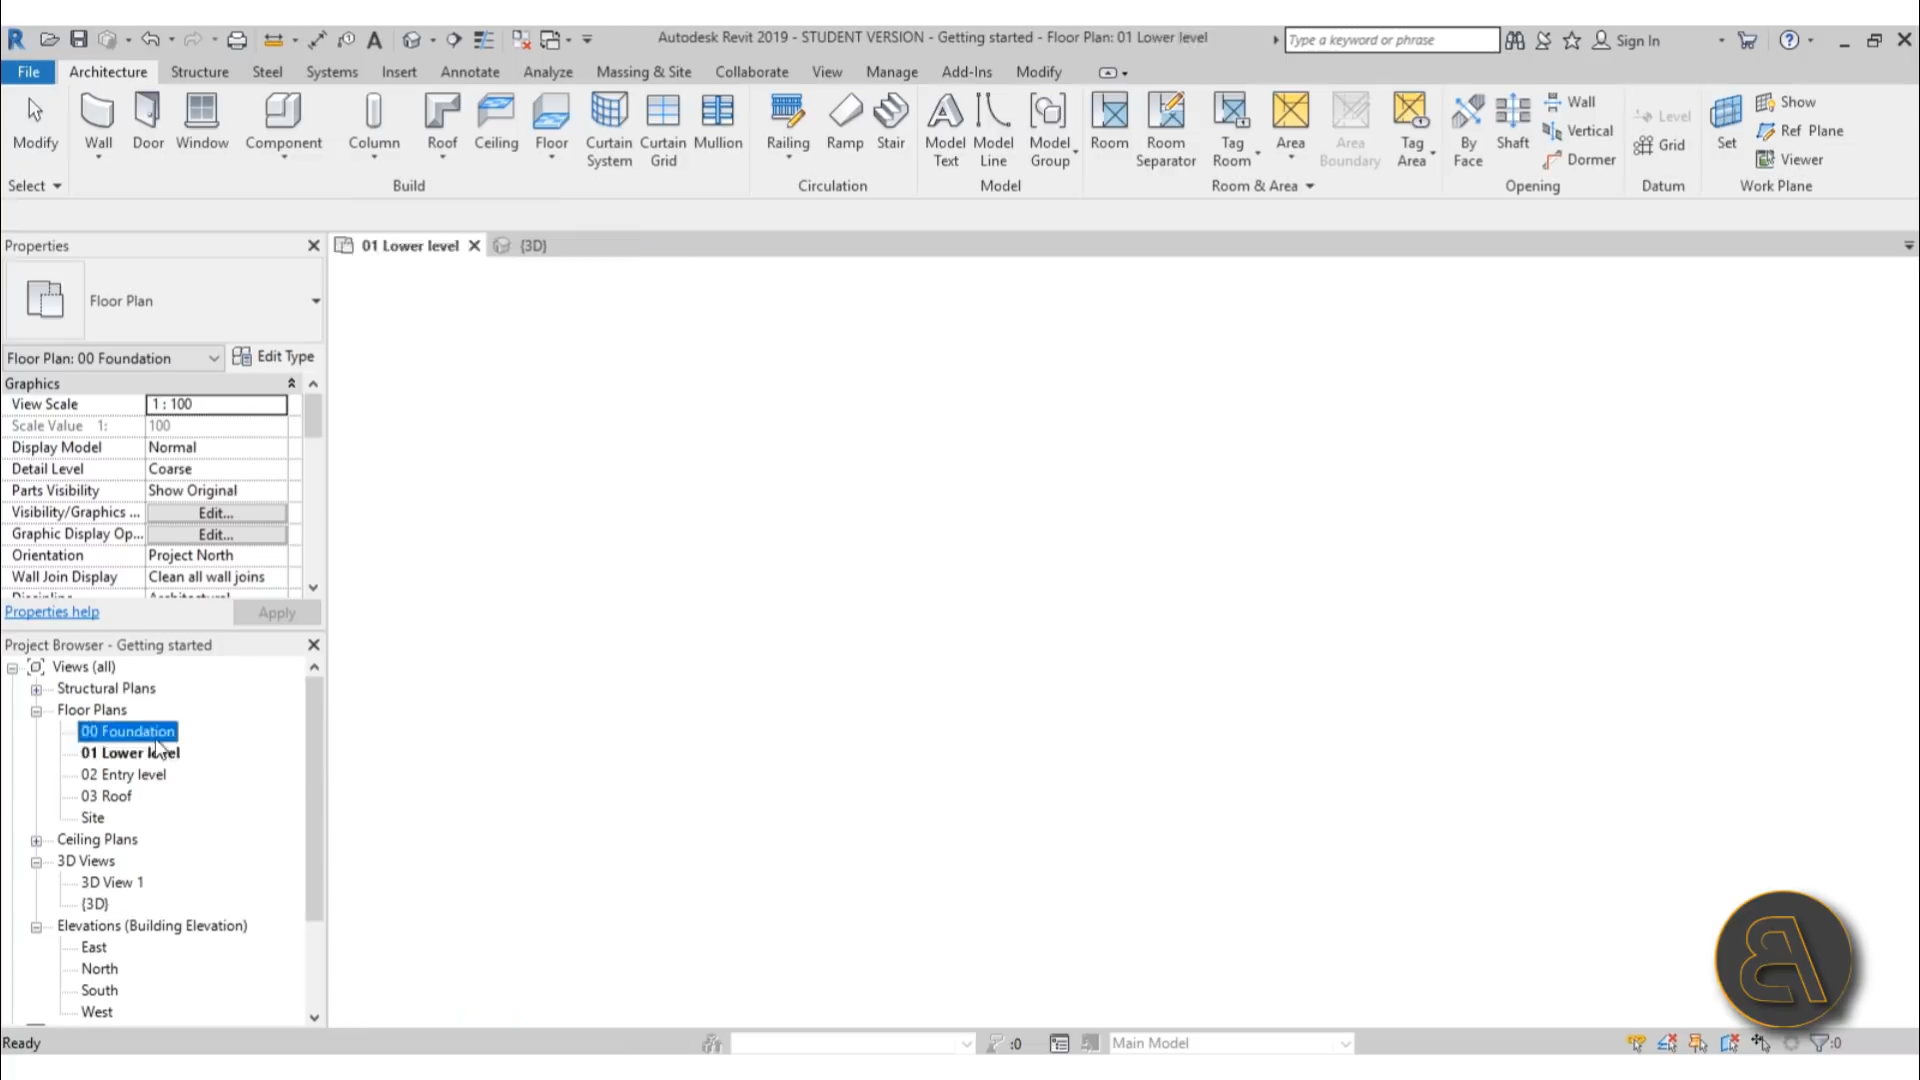 Autodesk Revit 2019 - STUDENT VERSION - Getting started - Floor Plan: 01 Lower level
Type a keyword or phrase
Sign In
File Architecture Structure Steel Systems Insert Annotate Analyze Massing & Site Collaborate View Manage Add-Ins Modify
Modify Wall Door Window Component Column Roof Ceiling Floor Curtain System Curtain Grid Mullion Railing Ramp Stair Model Text Model Line Model Group Room Room Separator Tag Room Area Area Boundary Tag Area By Face Shaft Wall Vertical Dormer Level Grid Set Show Ref Plane Viewer
Select Build Circulation Model Room & Area Opening Datum Work Plane
Properties
01 Lower level {3D}
Floor Plan
Floor Plan: 00 Foundation Edit Type
Graphics
View Scale 1 : 100
Scale Value 1: 100
Display Model Normal
Detail Level Coarse
Parts Visibility Show Original
Visibility/Graphics ... Edit...
Graphic Display Op... Edit...
Orientation Project North
Wall Join Display Clean all wall joins
Properties help Apply
Project Browser - Getting started
Views (all)
Structural Plans
Floor Plans
00 Foundation
01 Lower level
02 Entry level
03 Roof
Site
Ceiling Plans
3D Views
3D View 1
{3D}
Elevations (Building Elevation)
East
North
South
West
Ready :0 Main Model :0